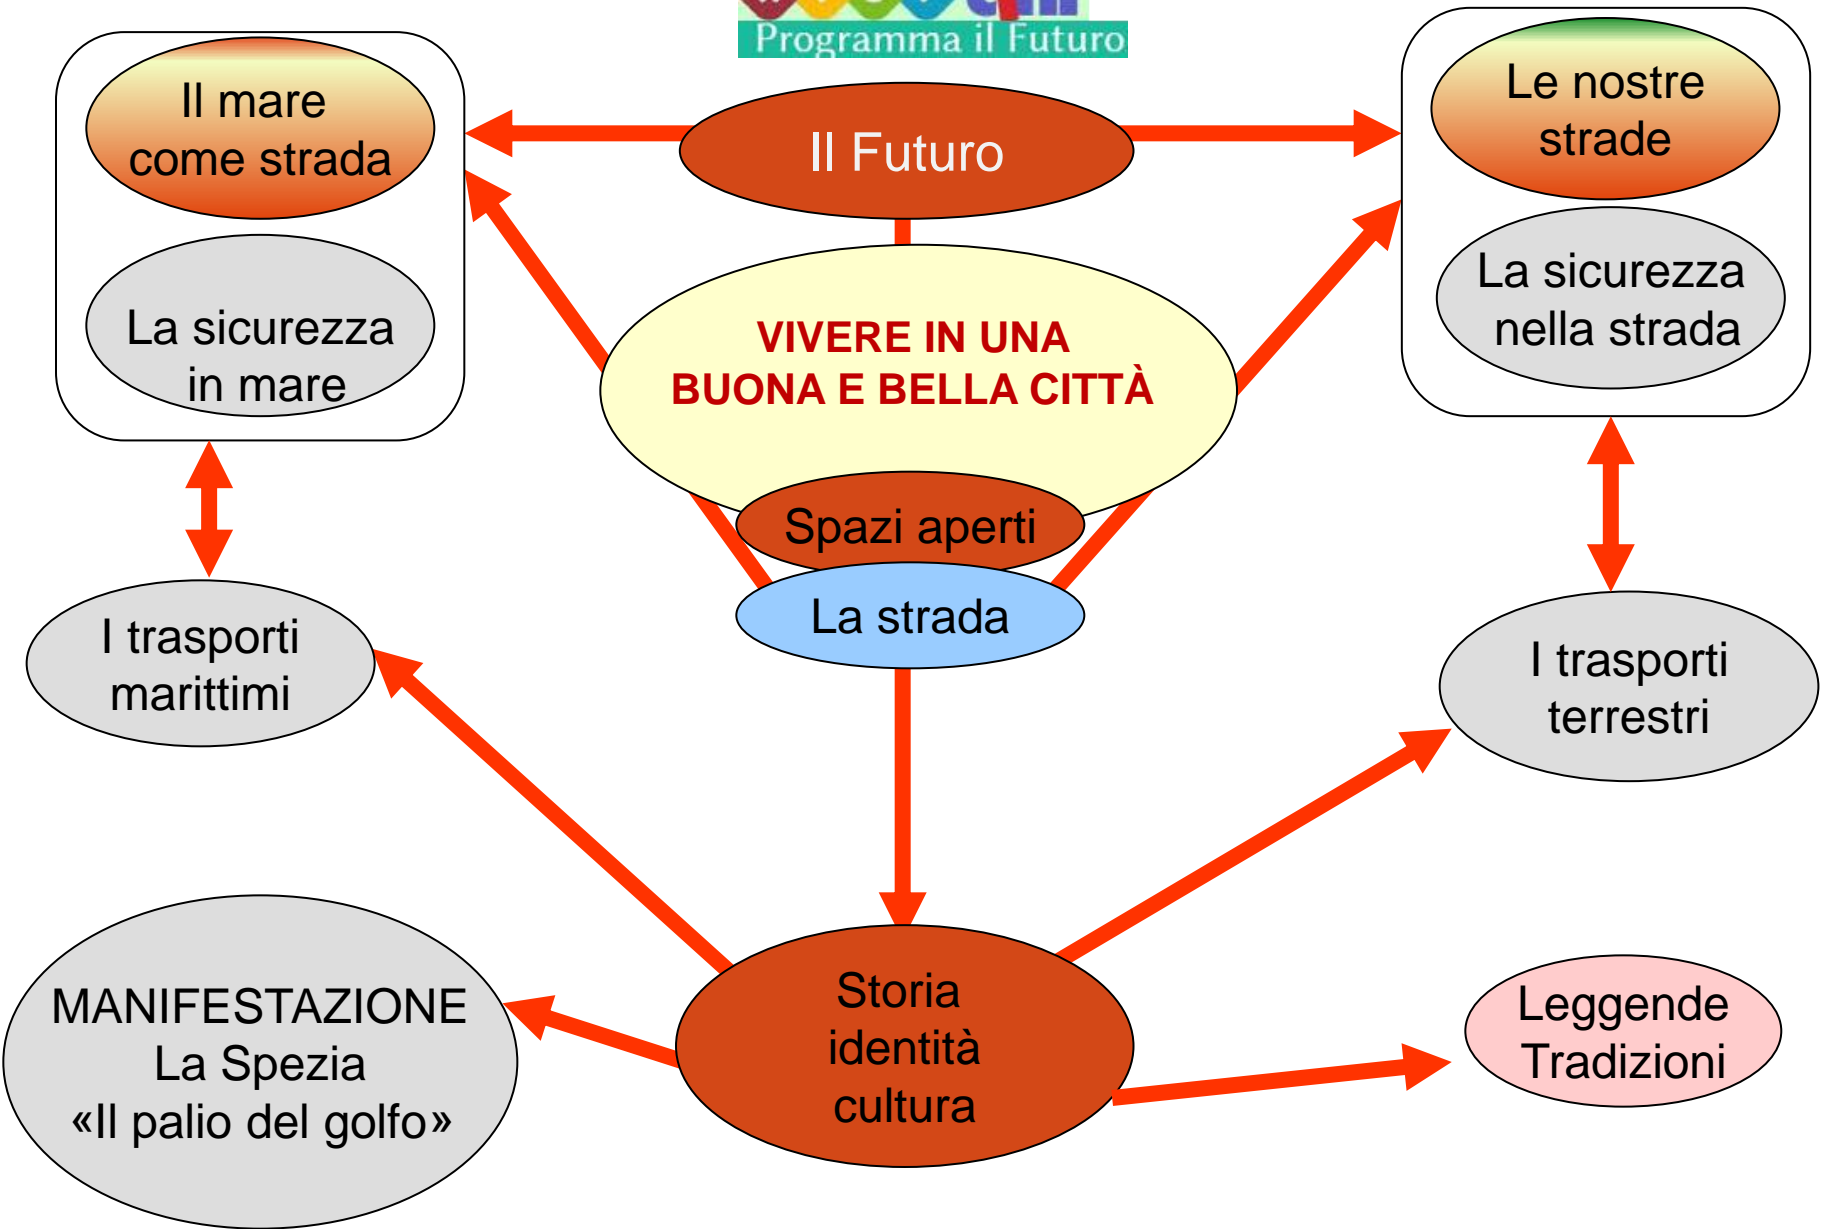 Programma il Futuro
Il mare
come strada
La sicurezza
in mare
Il Futuro
Le nostre
strade
La sicurezza
nella strada
VIVERE IN UNA
BUONA E BELLA CITTÀ
Spazi aperti
La strada
I trasporti
marittimi
I trasporti
terrestri
MANIFESTAZIONE
La Spezia
«Il palio del golfo»
Storia
identità
cultura
Leggende
Tradizioni